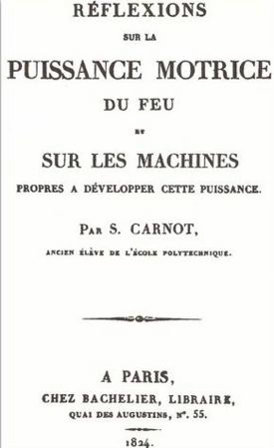 RÉFLEXIONS
SUR LA
PUISSANCE MOTRICE
DU FEU
ET
SUR LES MACHINES
PROPRES A DÉVELOPPER CETTE PUISSANCE.
PAR S. CARNOT,
ANCIEN ÉLÈVE DE L'ÉCOLE POLYTECHNIQUE.
A PARIS,
CHEZ BACHELIER, LIBRAIRE,
QUAI DES AUGUSTINS, Nº. 55.
1824.